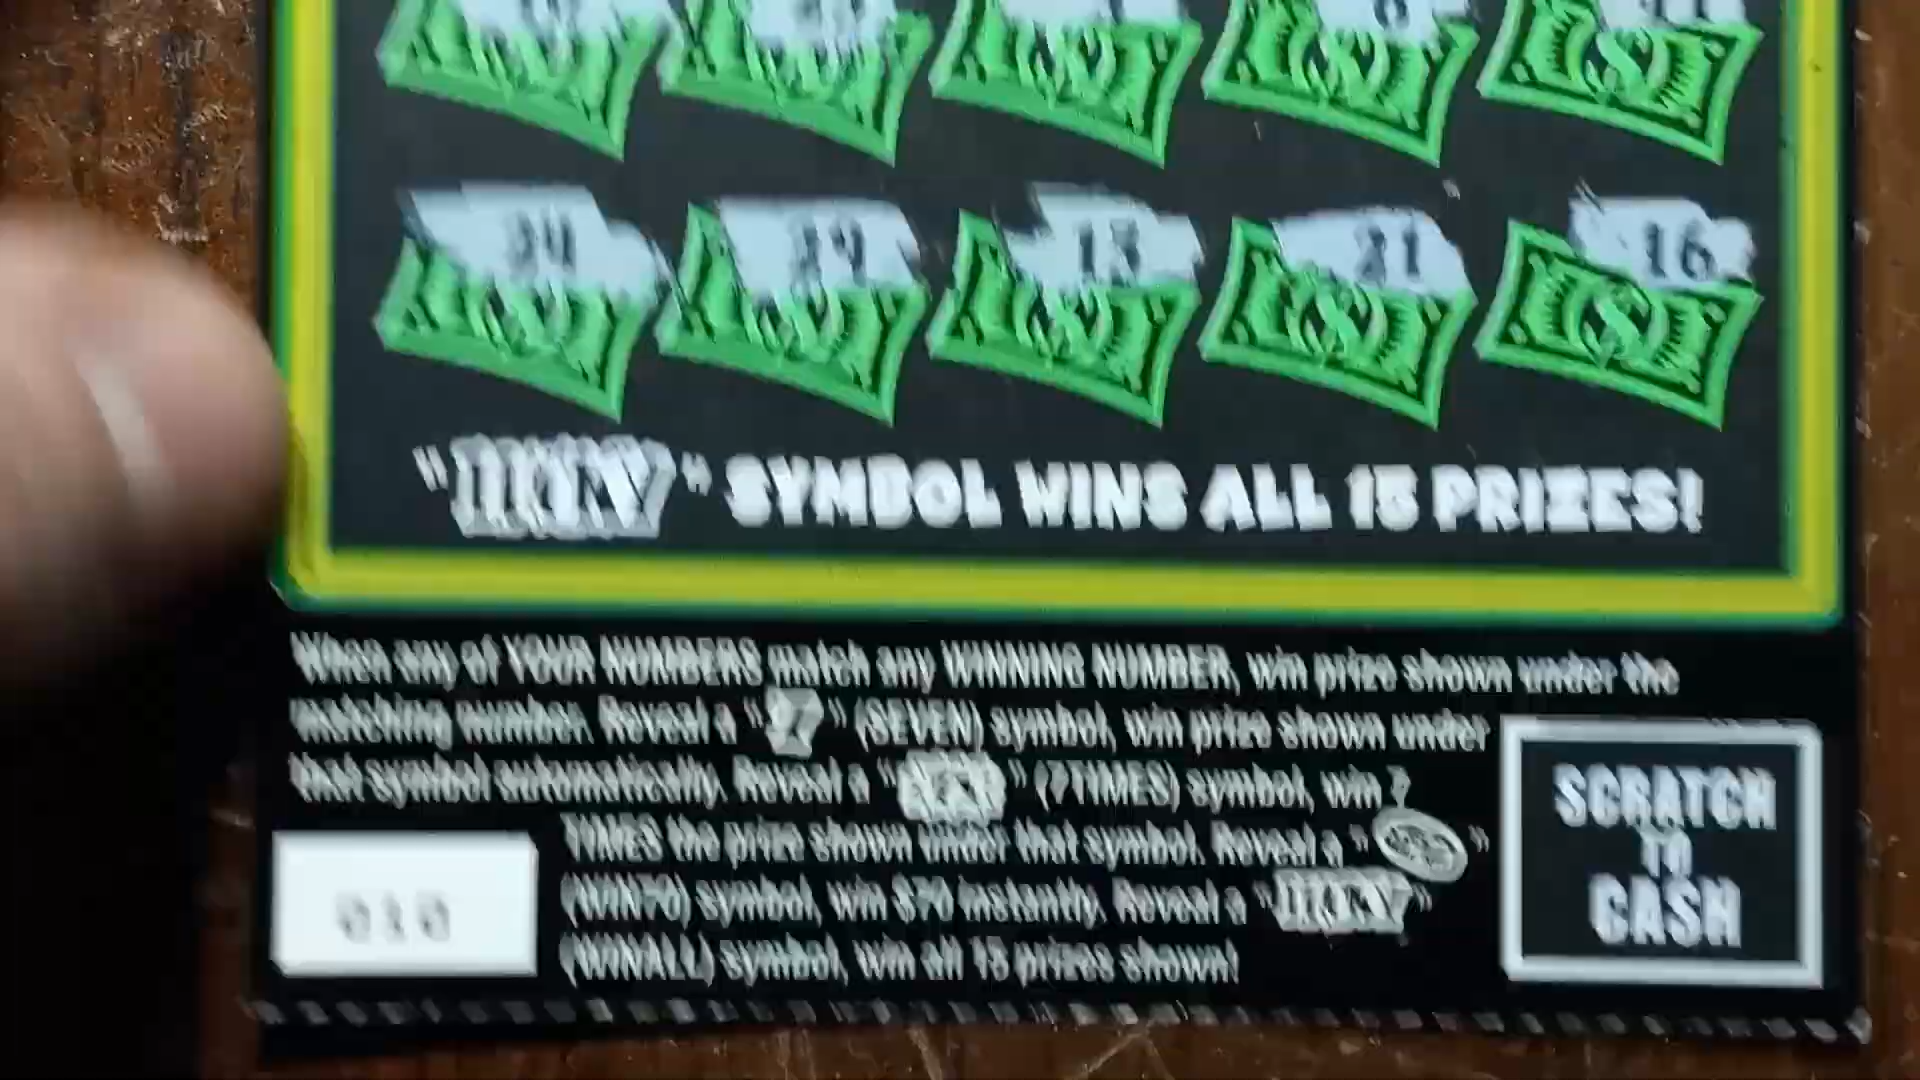 13 21 16
" " SYMBOL WINS ALL 15 PRIZES!
When any of YOUR NUMBERS match any WINNING NUMBER, win prize shown under the
matching number. Reveal a "7" (SEVEN) symbol, win prize shown under
that symbol automatically. Reveal a " " (7TIMES) symbol, win 7
TIMES the prize shown under that symbol. Reveal a " "
(WIN70) symbol, win $70 instantly. Reveal a " "
(WINALL) symbol, win all 15 prizes shown!
010
SCRATCH
TO
CASH